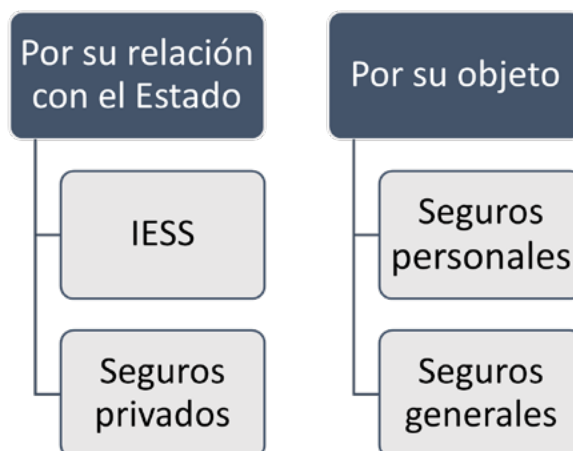 Por su relación
con el Estado
IESS
Seguros
privados
Por su objeto
Seguros
personales
Seguros
generales